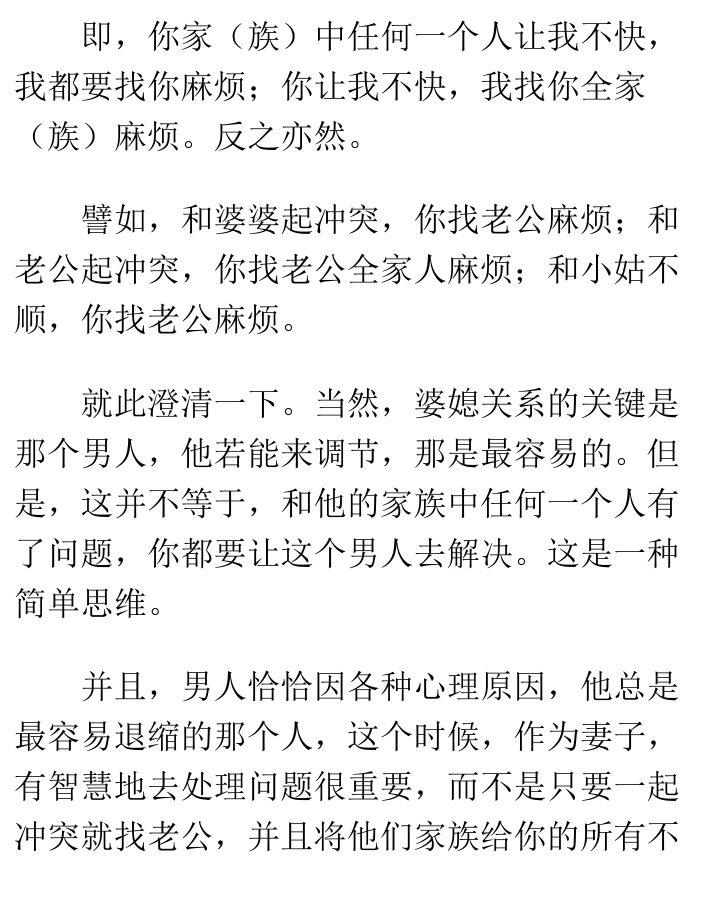 即，你家（族）中任何一个人让我不快，
我都要找你麻烦；你让我不快，我找你全家
（族）麻烦。反之亦然。
譬如，和婆婆起冲突，你找老公麻烦；和
老公起冲突，你找老公全家人麻烦；和小姑不
顺，你找老公麻烦。
就此澄清一下。当然，婆媳关系的关键是
那个男人，他若能来调节，那是最容易的。但
是，这并不等于，和他的家族中任何一个人有
了问题，你都要让这个男人去解决。这是一种
简单思维。
并且，男人恰恰因各种心理原因，他总是
最容易退缩的那个人，这个时候，作为妻子，
有智慧地去处理问题很重要，而不是只要一起
冲突就找老公，并且将他们家族给你的所有不